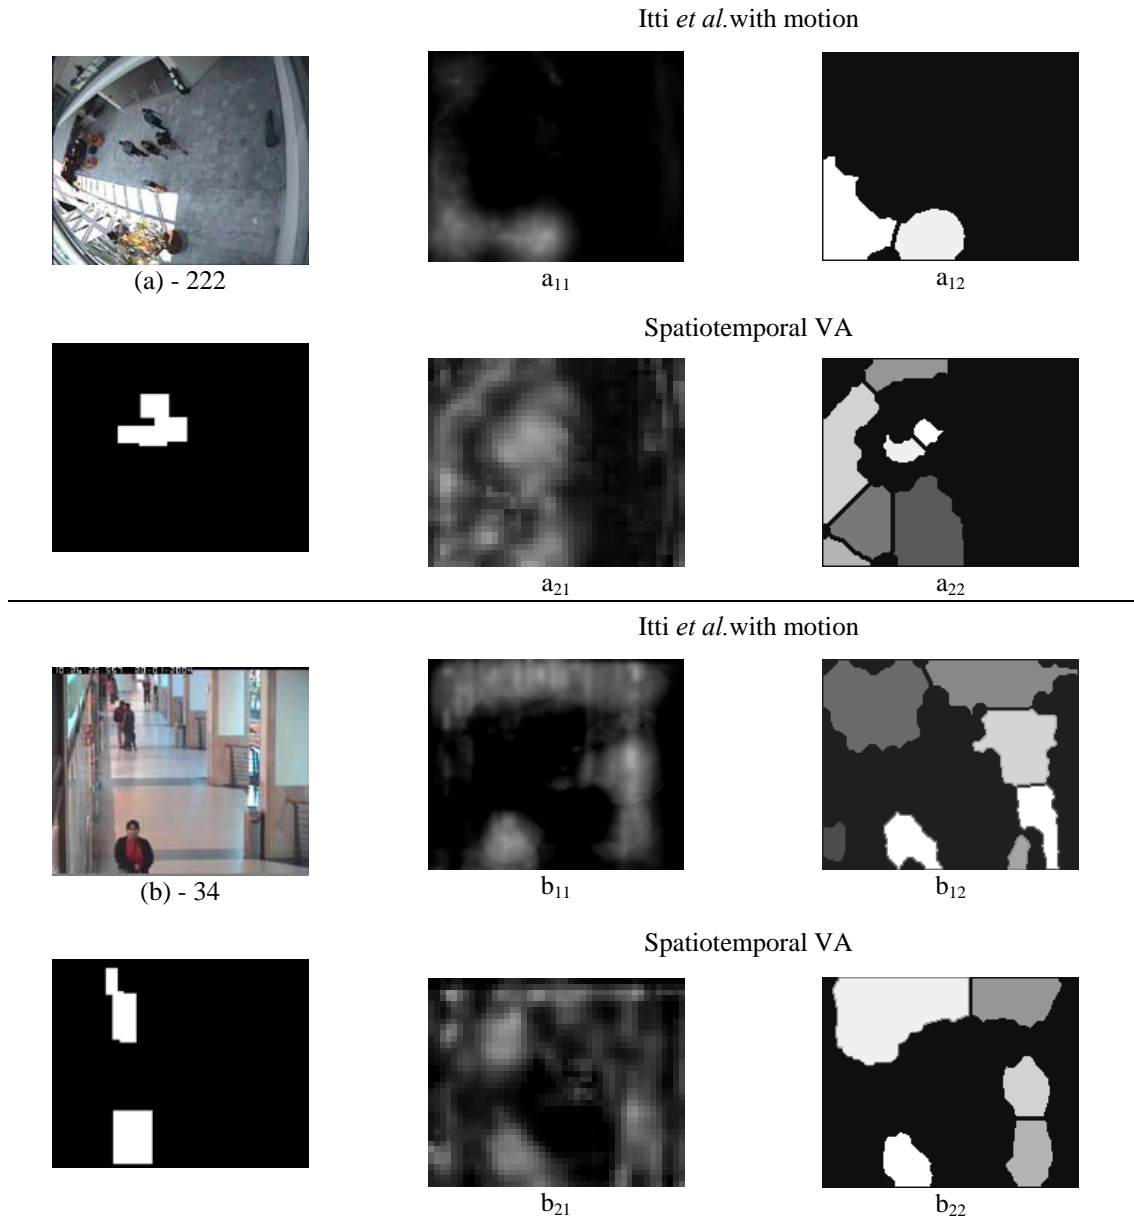 Itti et al.with motion
(a) - 222
a₁₁
a₁₂
Spatiotemporal VA
a₂₁
a₂₂
Itti et al.with motion
(b) - 34
b₁₁
b₁₂
Spatiotemporal VA
b₂₁
b₂₂